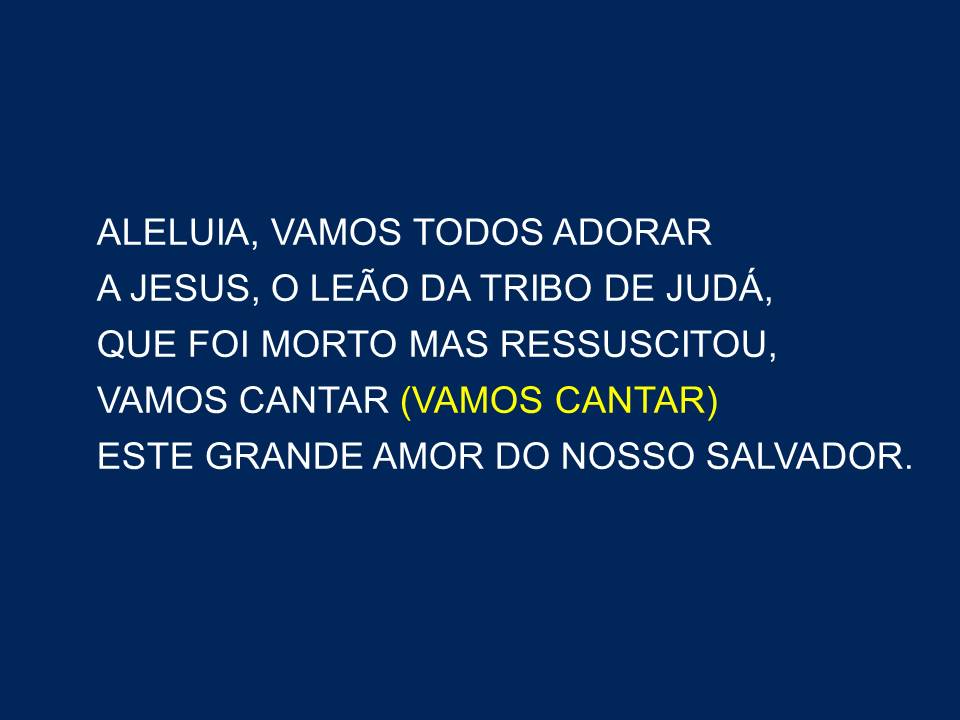 ALELUIA, VAMOS TODOS ADORAR
A JESUS, O LEÃO DA TRIBO DE JUDÁ,
QUE FOI MORTO MAS RESSUSCITOU,
VAMOS CANTAR (VAMOS CANTAR)
ESTE GRANDE AMOR DO NOSSO SALVADOR.